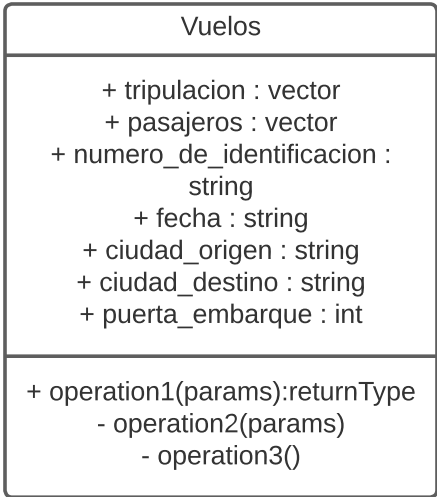 Vuelos
+ tripulacion : vector
+ pasajeros : vector
+ numero_de_identificacion :
string
+ fecha : string
+ ciudad_origen : string
+ ciudad_destino : string
+ puerta_embarque : int
+ operation1(params):returnType
- operation2(params)
- operation3()